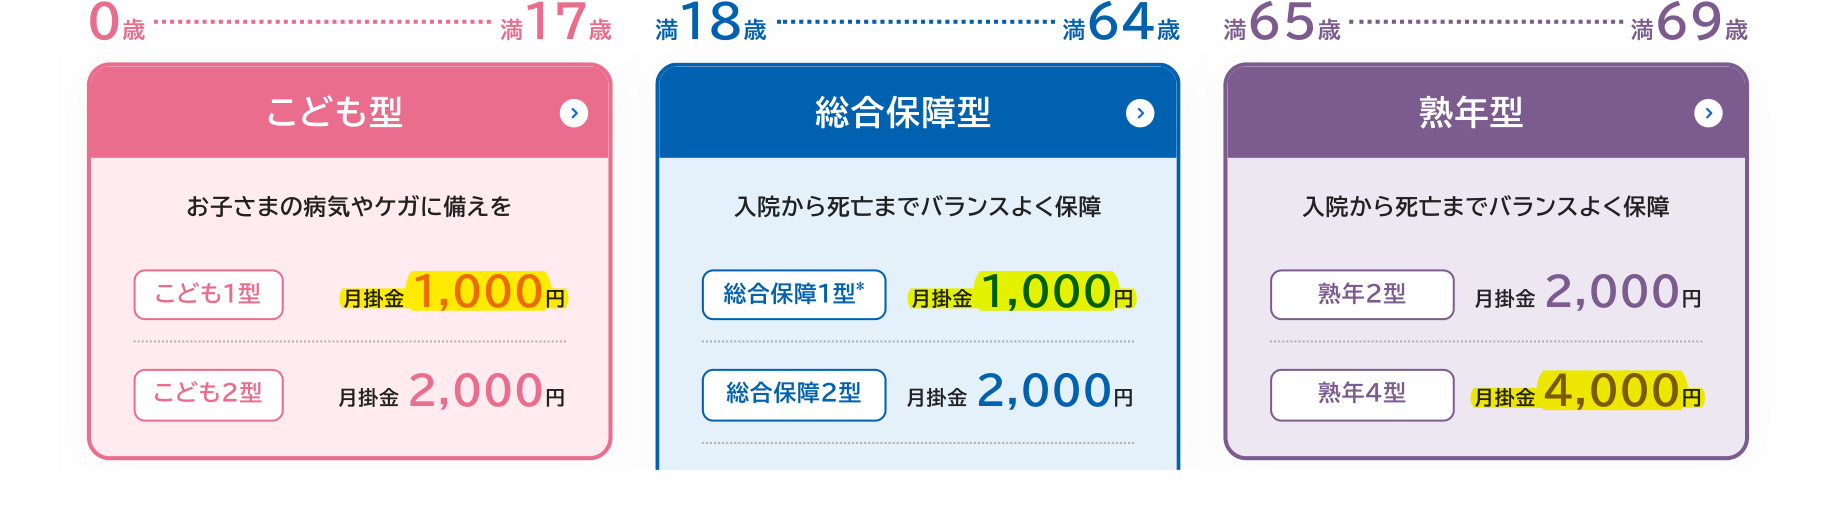 0歳 満17歳
こども型
お子さまの病気やケガに備えを
こども1型 月掛金 1,000円
こども2型 月掛金 2,000円
満18歳 満64歳
総合保障型
入院から死亡までバランスよく保障
総合保障1型* 月掛金 1,000円
総合保障2型 月掛金 2,000円
満65歳 満69歳
熟年型
入院から死亡までバランスよく保障
熟年2型 月掛金 2,000円
熟年4型 月掛金 4,000円